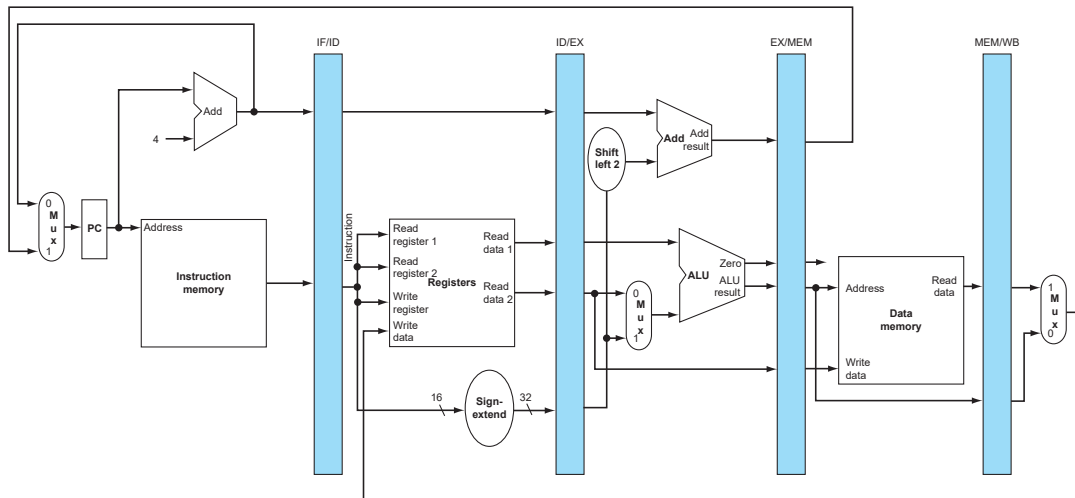 IF/ID
ID/EX
EX/MEM
MEM/WB
Add
4
Shift
left 2
Add
Add
result
0
M
u
x
1
PC
Address
Instruction
memory
Instruction
Read
register 1
Read
register 2
Write
register
Write
data
Registers
Read
data 1
Read
data 2
16
Sign-
extend
32
0
M
u
x
1
ALU
Zero
ALU
result
Address
Read
data
Data
memory
Write
data
1
M
u
x
0